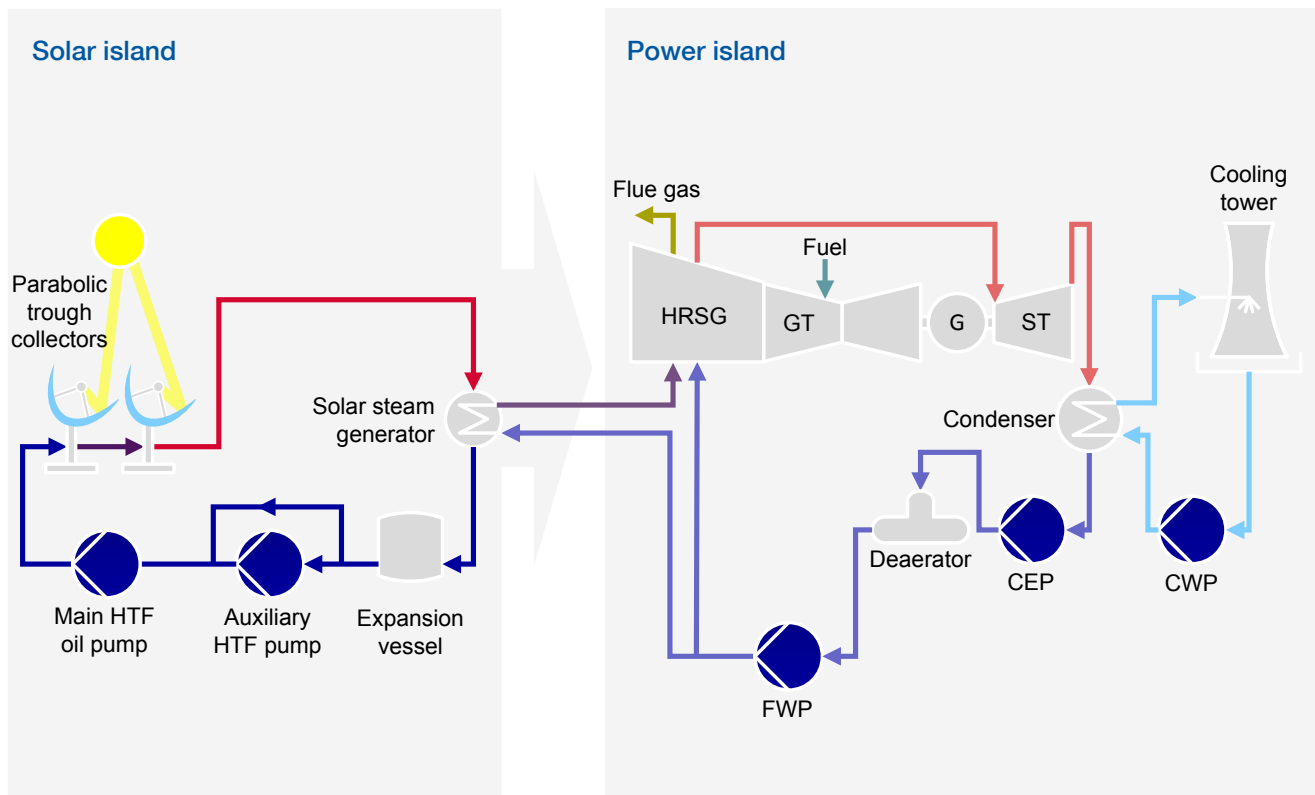 Solar island
Power island
Parabolic
trough
collectors
Solar steam
generator
Main HTF
oil pump
Auxiliary
HTF pump
Expansion
vessel
Flue gas
Fuel
Cooling
tower
HRSG
GT
G
ST
Condenser
Deaerator
CEP
CWP
FWP